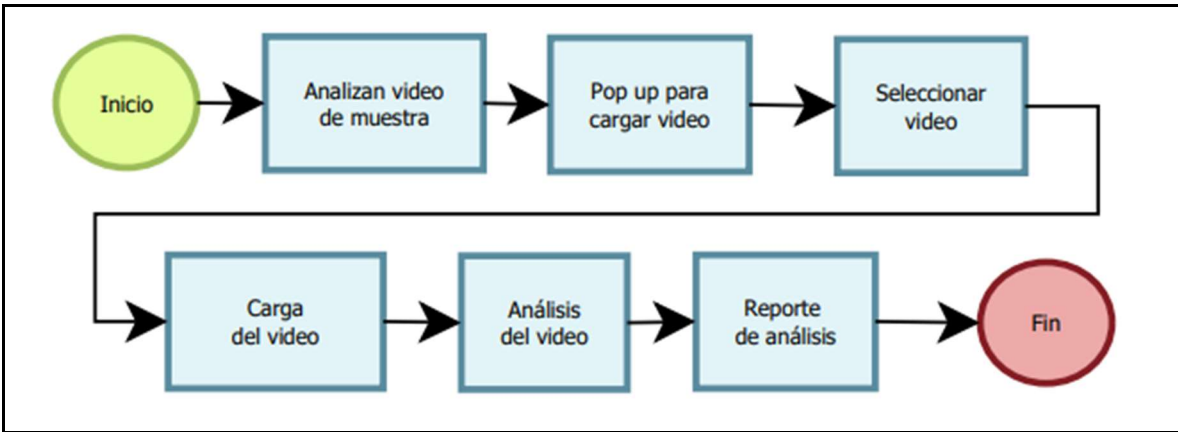 Inicio
Analizan video
de muestra
Pop up para
cargar video
Seleccionar
video
Carga
del video
Análisis
del video
Reporte
de análisis
Fin